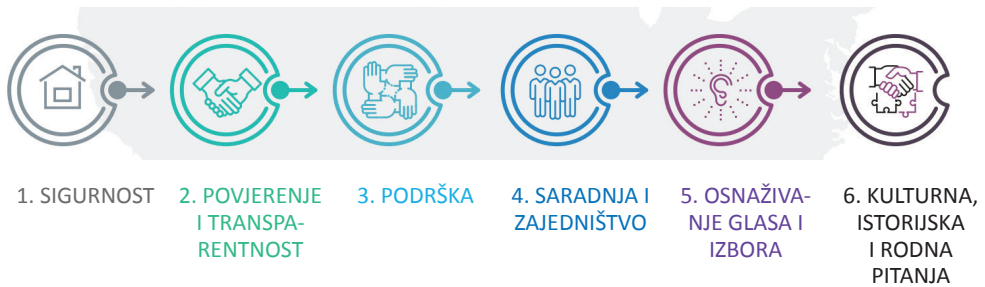 1. SIGURNOST
2. POVJERENJE
I TRANSPA-
RENTNOST
3. PODRŠKA
4. SARADNJA I
ZAJEDNIŠTVO
5. OSNAŽIVA-
NJE GLASA I
IZBORA
6. KULTURNA,
ISTORIJSKA
I RODNA
PITANJA